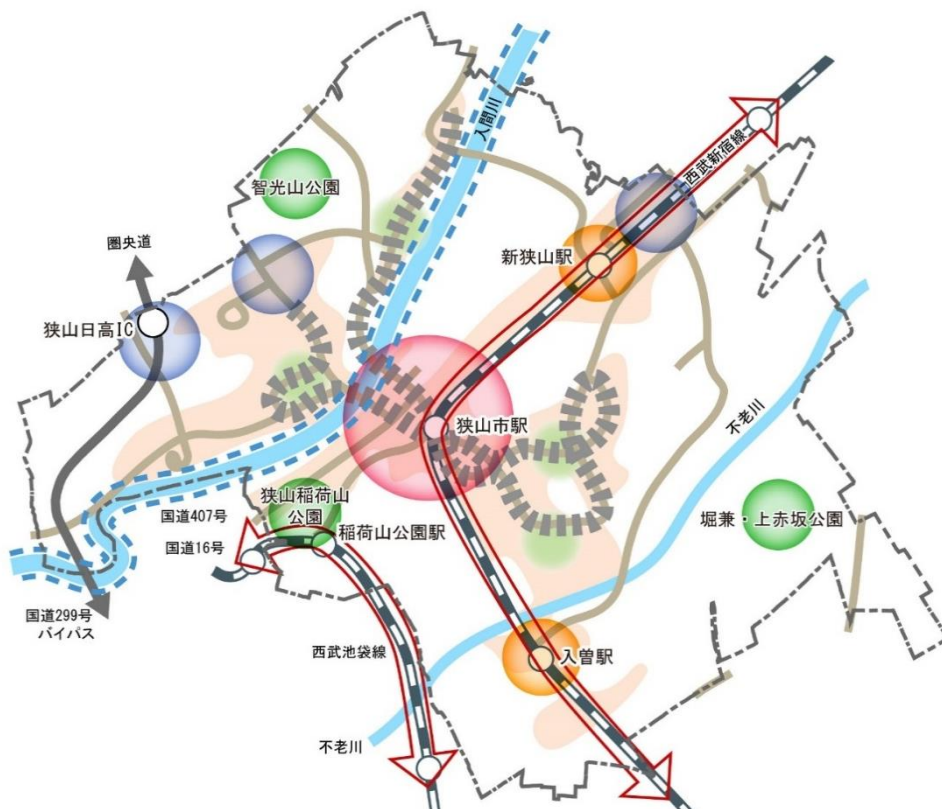 入間川
西武新宿線
智光山公園
圏央道
新狭山駅
狭山日高IC
不老川
狭山市駅
狭山稲荷山
公園
国道407号
稲荷山公園駅
堀兼・上赤坂公園
国道16号
国道299号
バイパス
西武池袋線
入曽駅
不老川